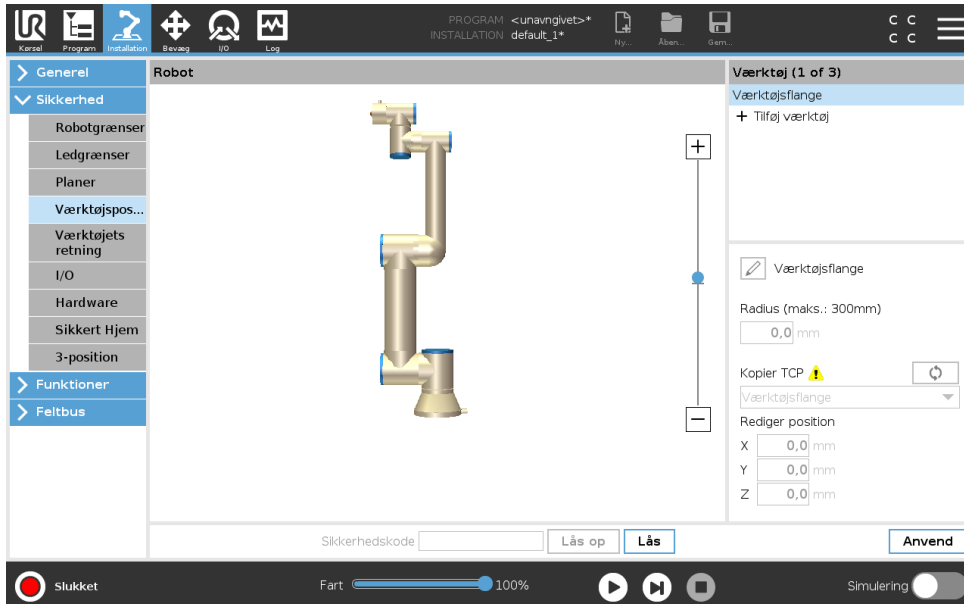 PROGRAM <unavngivet>*
INSTALLATION default_1*
Kørsel
Program
Installation
Bevæg
I/O
Log
Ny...
Åben...
Gem...
C C
C C
Generel
Sikkerhed
Robotgrænser
Ledgrænser
Planer
Værktøjspos...
Værktøjets
retning
I/O
Hardware
Sikkert Hjem
3-position
Funktioner
Feltbus
Robot
Værktøj (1 of 3)
Værktøjsflange
+ Tilføj værktøj
Værktøjsflange
Radius (maks.: 300mm)
0,0 mm
Kopier TCP
Værktøjsflange
Rediger position
X 0,0 mm
Y 0,0 mm
Z 0,0 mm
Sikkerhedskode
Lås op
Lås
Anvend
Slukket
Fart 100%
Simulering